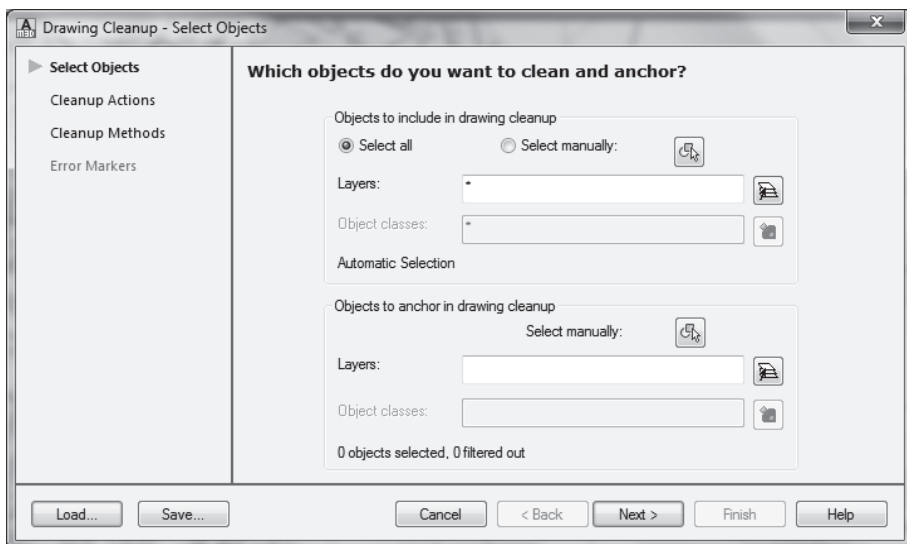 Drawing Cleanup - Select Objects
Select Objects
Cleanup Actions
Cleanup Methods
Error Markers
Which objects do you want to clean and anchor?
Objects to include in drawing cleanup
Select all Select manually:
Layers: *
Object classes: *
Automatic Selection
Objects to anchor in drawing cleanup
Select manually:
Layers:
Object classes:
0 objects selected, 0 filtered out
Load... Save... Cancel < Back Next > Finish Help